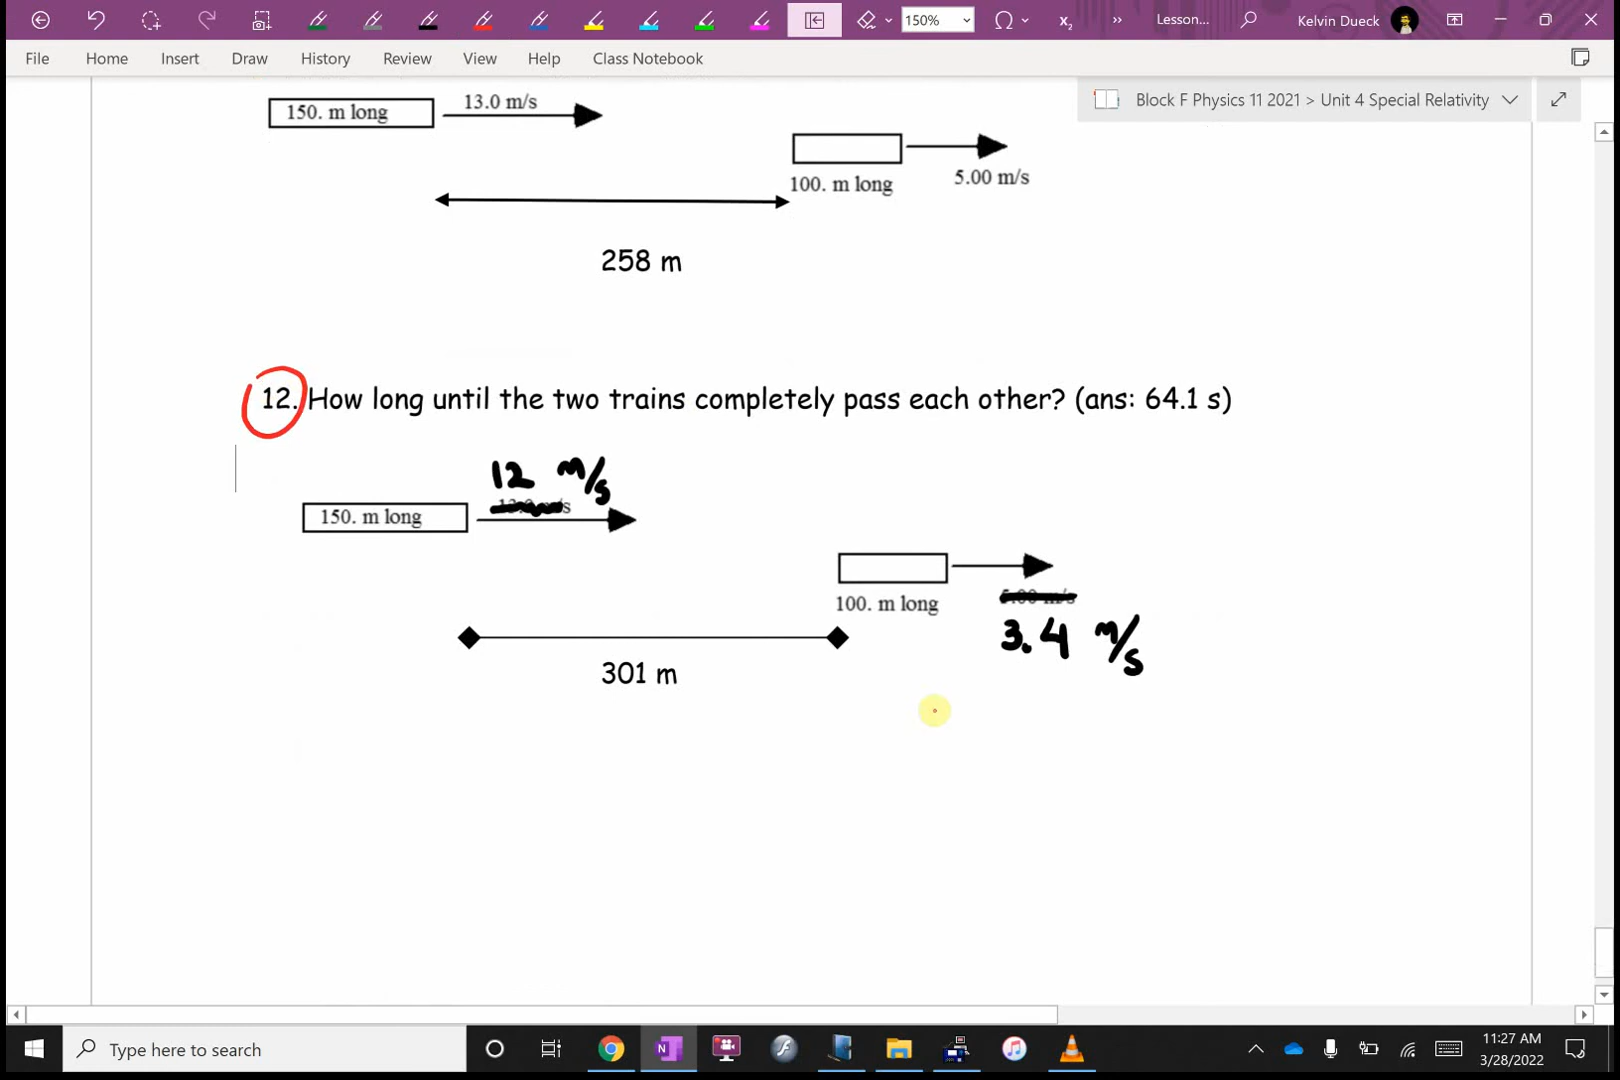 150%
Ω
x₂
»
Lesson...
Kelvin Dueck
File Home Insert Draw History Review View Help Class Notebook
Block F Physics 11 2021 > Unit 4 Special Relativity
150. m long
13.0 m/s
100. m long
5.00 m/s
258 m
12. How long until the two trains completely pass each other? (ans: 64.1 s)
12 m/s
150. m long
100. m long
3.4 m/s
301 m
Type here to search
11:27 AM
3/28/2022